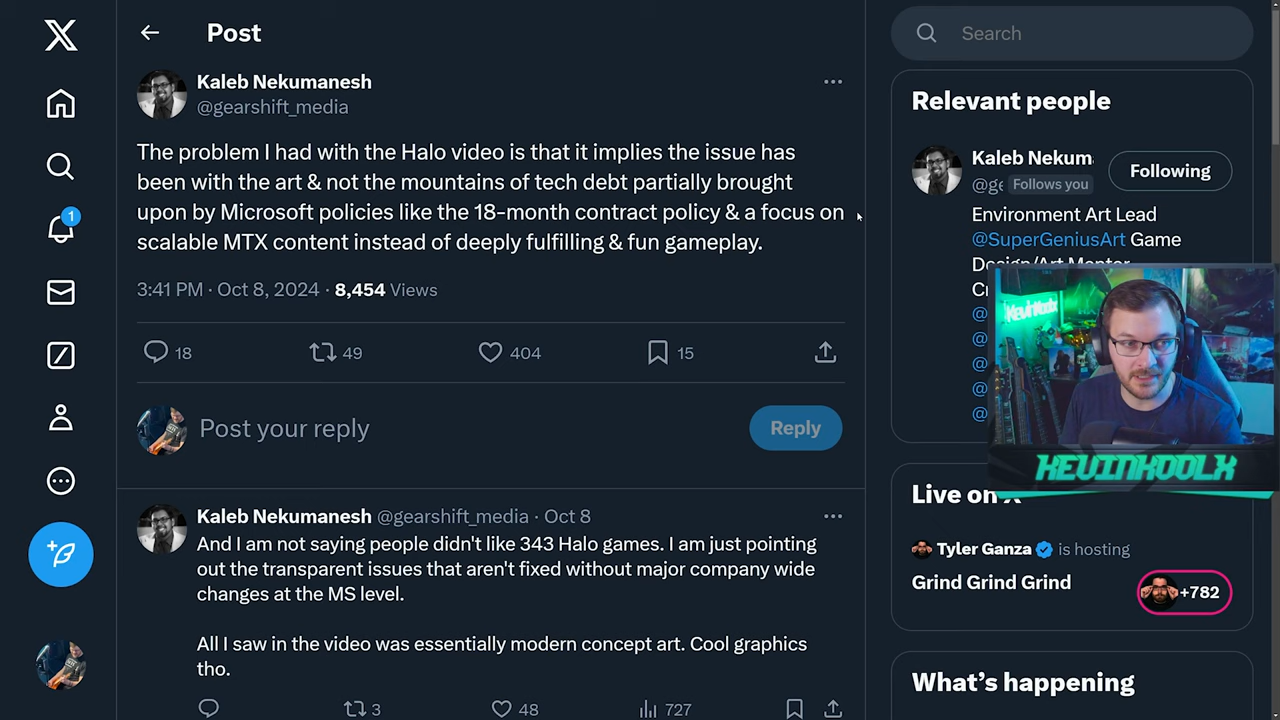 Post
Kaleb Nekumanesh
@gearshift_media
The problem I had with the Halo video is that it implies the issue has
been with the art & not the mountains of tech debt partially brought
upon by Microsoft policies like the 18-month contract policy & a focus on
scalable MTX content instead of deeply fulfilling & fun gameplay.
3:41 PM · Oct 8, 2024 · 8,454 Views
18
49
404
15
Post your reply
Reply
Kaleb Nekumanesh @gearshift_media · Oct 8
And I am not saying people didn't like 343 Halo games. I am just pointing
out the transparent issues that aren't fixed without major company wide
changes at the MS level.
All I saw in the video was essentially modern concept art. Cool graphics
tho.
3
48
727
1
Search
Relevant people
Kaleb Nekum
Following
@ge
Follows you
Environment Art Lead
@SuperGeniusArt Game
Design/Art Mentor
@
@
@
@
@
KevinKoolx
KEVINKOOLX
Live on X
Tyler Ganza is hosting
Grind Grind Grind
+782
What's happening